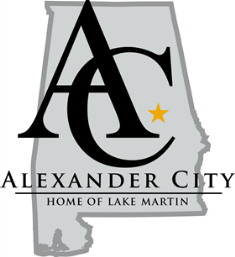 AC
ALEXANDER CITY
HOME OF LAKE MARTIN